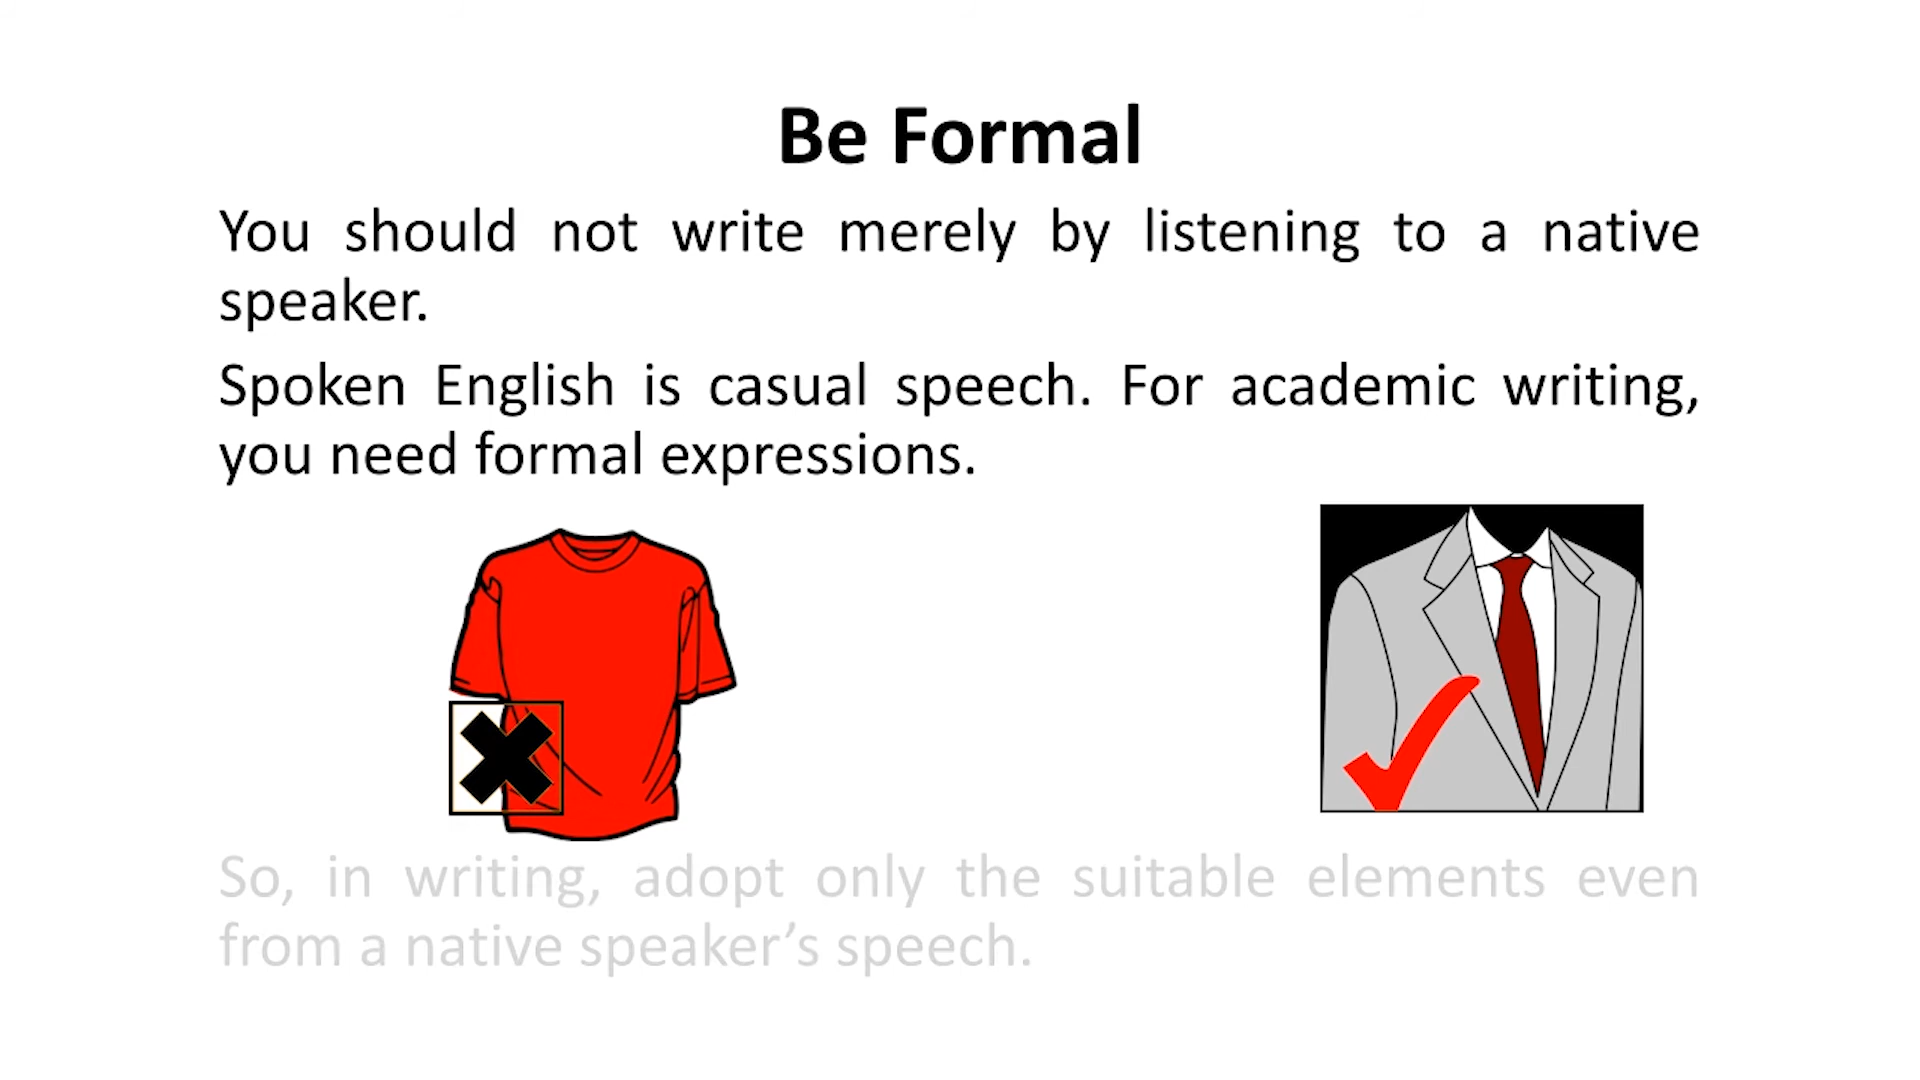 Be Formal
You should not write merely by listening to a native
speaker.
Spoken English is casual speech. For academic writing,
you need formal expressions.
So, in writing, adopt only the suitable elements even
from a native speaker’s speech.